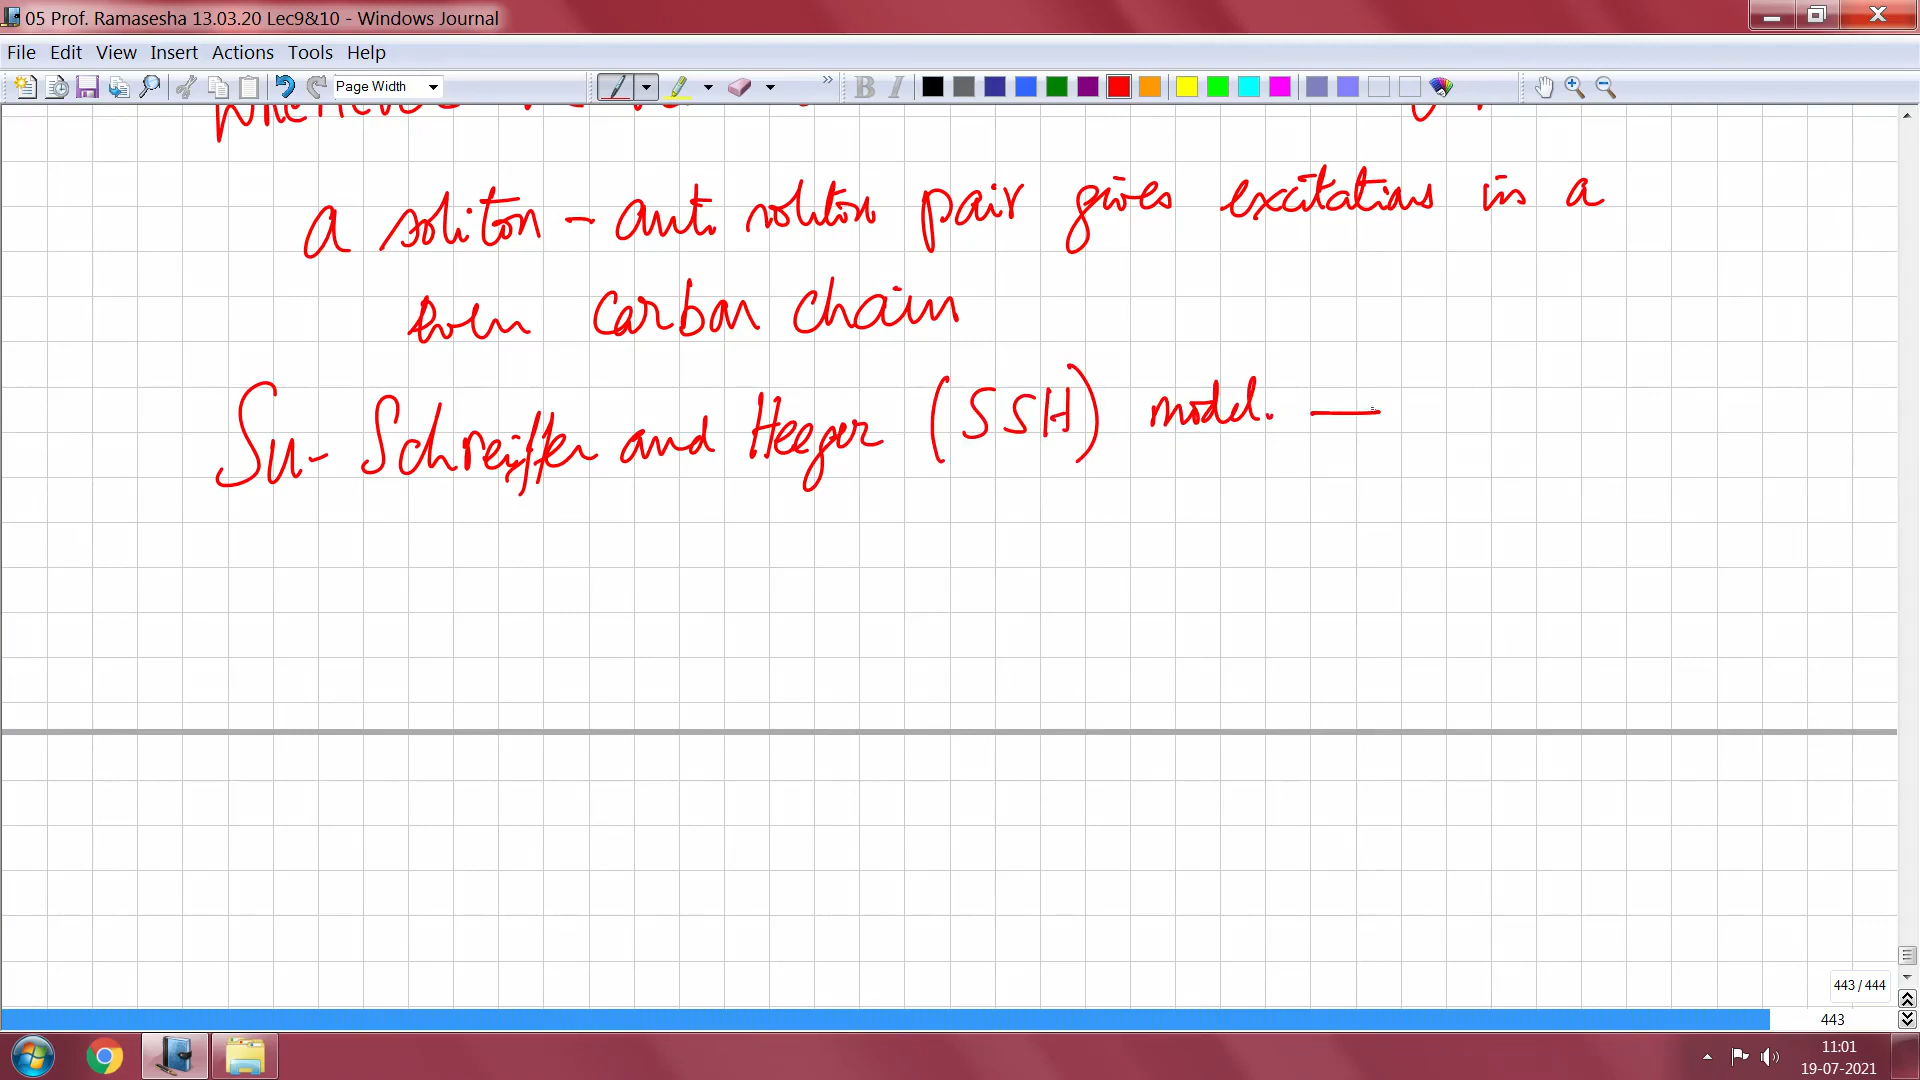 05 Prof. Ramasesha 13.03.20 Lec9&10 - Windows Journal
File Edit View Insert Actions Tools Help
Page Width
a soliton - anti soliton pair gives excitations in a
even carbon chain
Su- Schreiffer and Heeger (SSH) model. —
443 / 444
443
11:01
19-07-2021